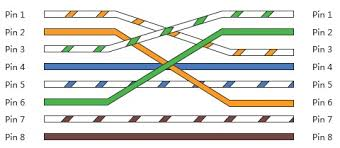 Pin 1 Pin 1
Pin 2 Pin 2
Pin 3 Pin 3
Pin 4 Pin 4
Pin 5 Pin 5
Pin 6 Pin 6
Pin 7 Pin 7
Pin 8 Pin 8